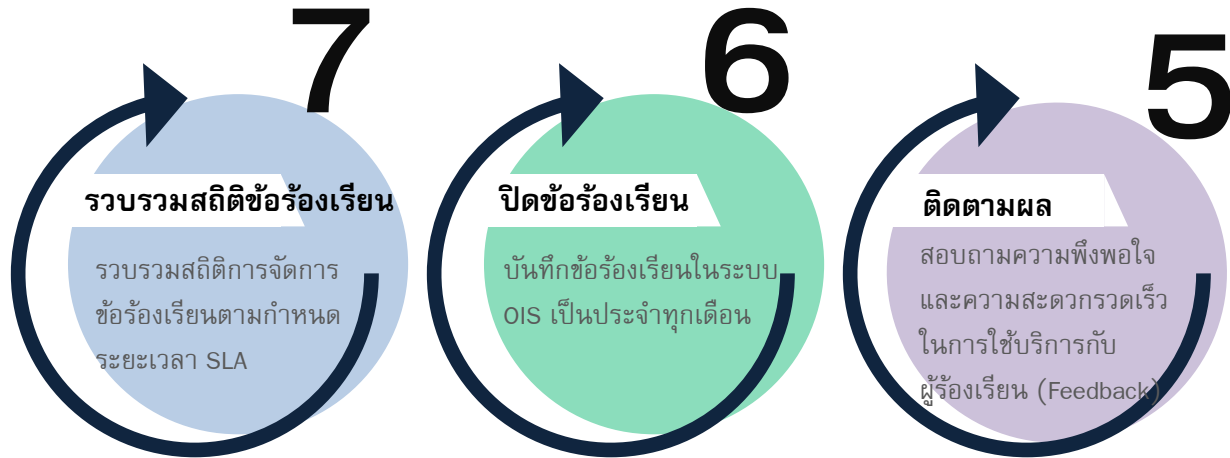 7
รวบรวมสถิติข้อร้องเรียน
รวบรวมสถิติการจัดการ
ข้อร้องเรียนตามกำหนด
ระยะเวลา SLA
6
ปิดข้อร้องเรียน
บันทึกข้อร้องเรียนในระบบ
OIS เป็นประจำทุกเดือน
5
ติดตามผล
สอบถามความพึงพอใจ
และความสะดวกรวดเร็ว
ในการใช้บริการกับ
ผู้ร้องเรียน (Feedback)